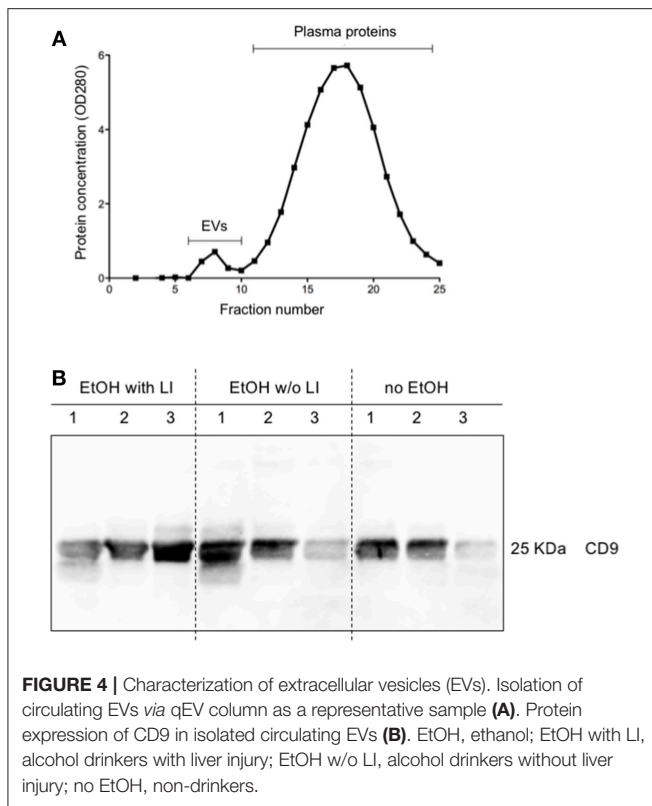 A
Plasma proteins
Protein concentration (OD280)
6
4
2
0
EVs
0 5 10 15 20 25
Fraction number
B
EtOH with LI EtOH w/o LI no EtOH
1 2 3 1 2 3 1 2 3
25 KDa CD9
FIGURE 4 | Characterization of extracellular vesicles (EVs). Isolation of
circulating EVs via qEV column as a representative sample (A). Protein
expression of CD9 in isolated circulating EVs (B). EtOH, ethanol; EtOH with LI,
alcohol drinkers with liver injury; EtOH w/o LI, alcohol drinkers without liver
injury; no EtOH, non-drinkers.